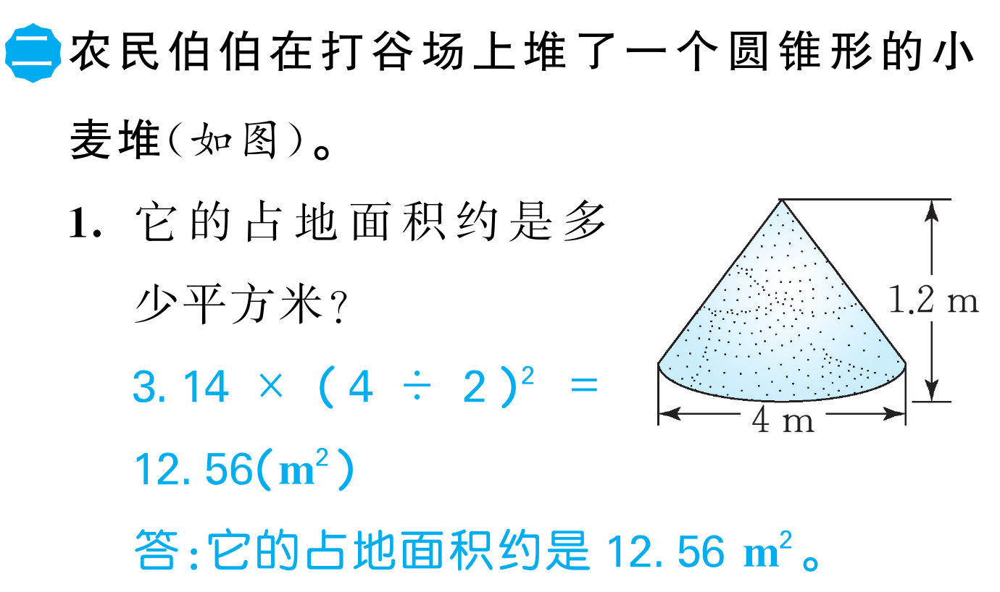 二 农民伯伯在打谷场上堆了一个圆锥形的小
麦堆(如图)。
1. 它的占地面积约是多
少平方米?
3.14 × (4 ÷ 2)² =
12.56(m²)
答:它的占地面积约是 12.56 m²。
1.2 m
4 m